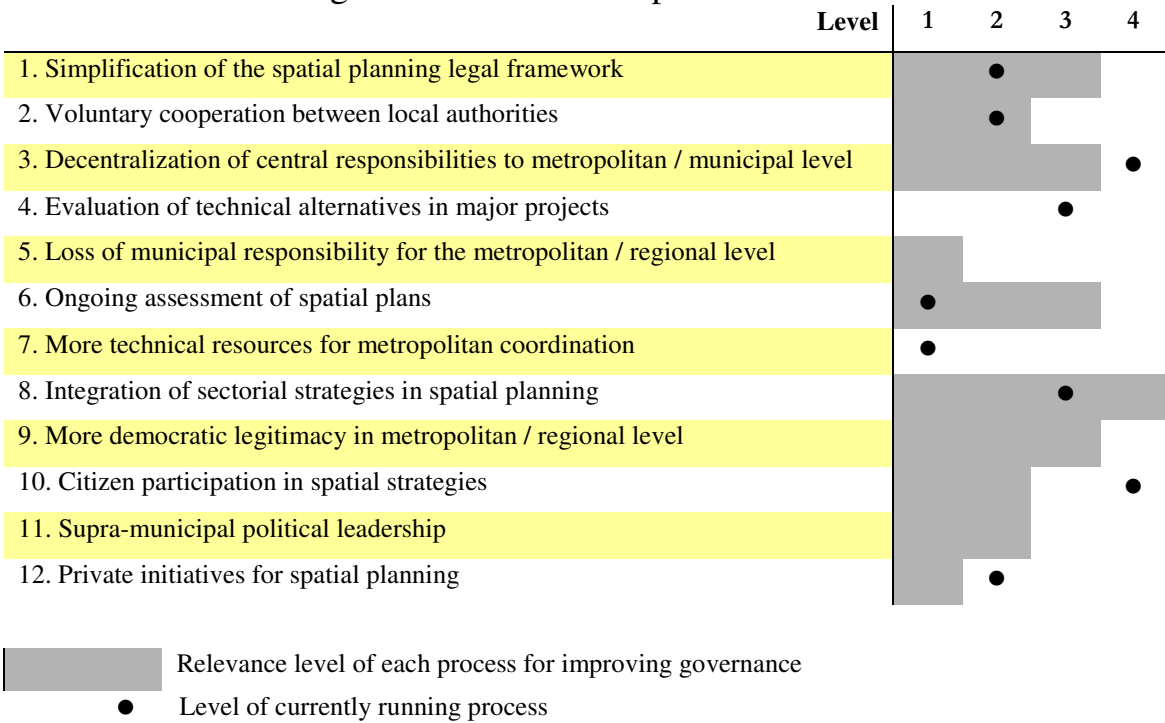 Level 1 2 3 4
1. Simplification of the spatial planning legal framework
2. Voluntary cooperation between local authorities
3. Decentralization of central responsibilities to metropolitan / municipal level
4. Evaluation of technical alternatives in major projects
5. Loss of municipal responsibility for the metropolitan / regional level
6. Ongoing assessment of spatial plans
7. More technical resources for metropolitan coordination
8. Integration of sectorial strategies in spatial planning
9. More democratic legitimacy in metropolitan / regional level
10. Citizen participation in spatial strategies
11. Supra-municipal political leadership
12. Private initiatives for spatial planning
Relevance level of each process for improving governance
Level of currently running process